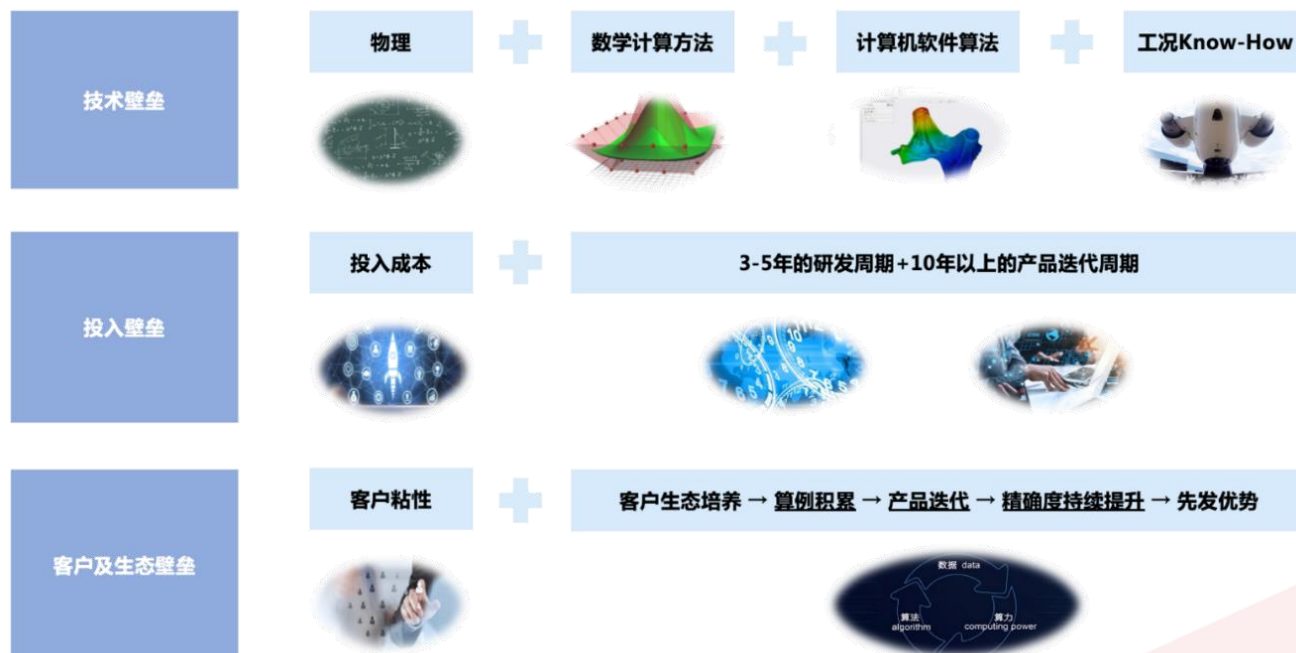 技术壁垒
物理
数学计算方法
计算机软件算法
工况Know-How
投入壁垒
投入成本
3-5年的研发周期+10年以上的产品迭代周期
客户及生态壁垒
客户粘性
客户生态培养 → 算例积累 → 产品迭代 → 精确度持续提升 → 先发优势
数据 data
算法
algorithm
算力
computing power